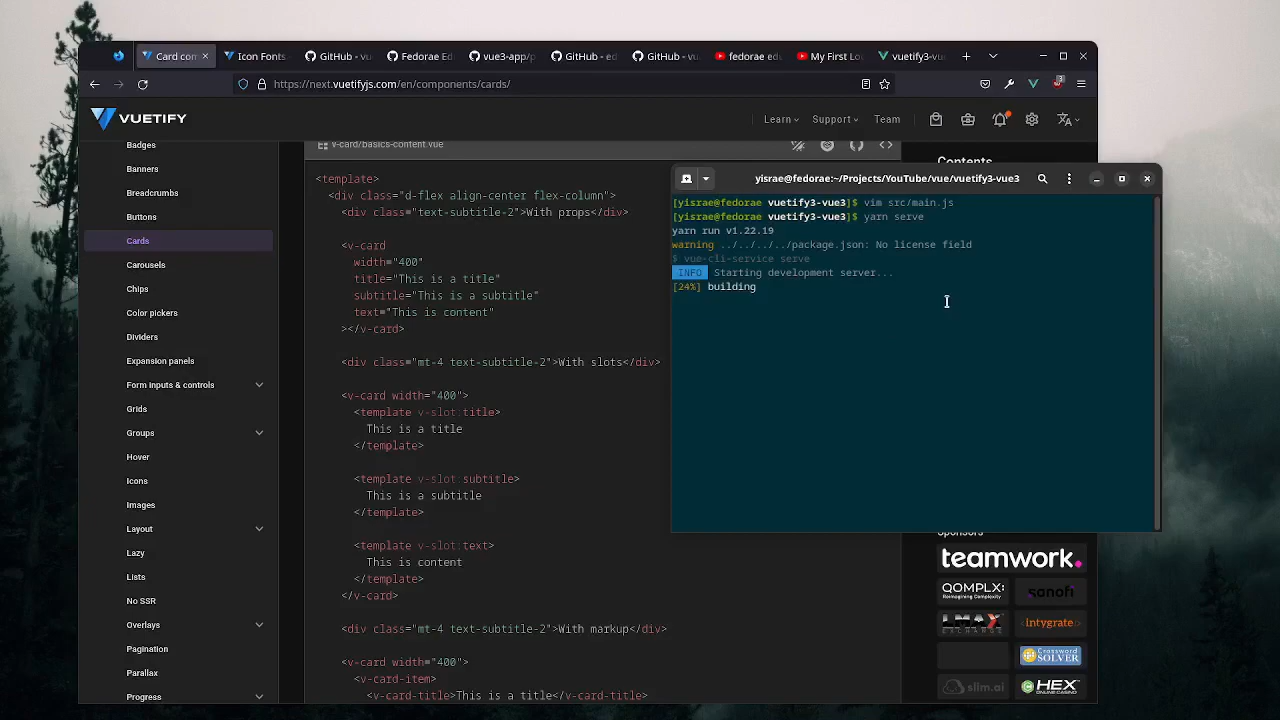 Card com
Icon Fonts
GitHub - vu
Fedorae Ed
vue3-app/p
GitHub - ed
GitHub - vu
fedorae edu
My First Lo
vuetify3-vu
https://next.vuetifyjs.com/en/components/cards/
3
VUETIFY
Learn
Support
Team
Badges
Banners
Breadcrumbs
Buttons
Cards
Carousels
Chips
Color pickers
Dividers
Expansion panels
Form inputs & controls
Grids
Groups
Hover
Icons
Images
Layout
Lazy
Lists
No SSR
Overlays
Pagination
Parallax
Progress
v-card/basics-content.vue
<template>
<div class="d-flex align-center flex-column">
<div class="text-subtitle-2">With props</div>
<v-card
width="400"
title="This is a title"
subtitle="This is a subtitle"
text="This is content"
></v-card>
<div class="mt-4 text-subtitle-2">With slots</div>
<v-card width="400">
<template v-slot:title>
This is a title
</template>
<template v-slot:subtitle>
This is a subtitle
</template>
<template v-slot:text>
This is content
</template>
</v-card>
<div class="mt-4 text-subtitle-2">With markup</div>
<v-card width="400">
<v-card-item>
<v-card-title>This is a title</v-card-title>
Contents
yisrae@fedorae:~/Projects/YouTube/vue/vuetify3-vue3
[yisrae@fedorae vuetify3-vue3]$ vim src/main.js
[yisrae@fedorae vuetify3-vue3]$ yarn serve
yarn run v1.22.19
warning ../../../../package.json: No license field
$ vue-cli-service serve
INFO Starting development server...
[24%] building
Sponsors
teamwork.
QOMPLX:
Reimagining Complexity
sanofi
LMAX
EXCHANGE
<intygrate>
Crossword
SOLVER
slim.ai
HEX
ONLINE CASINO